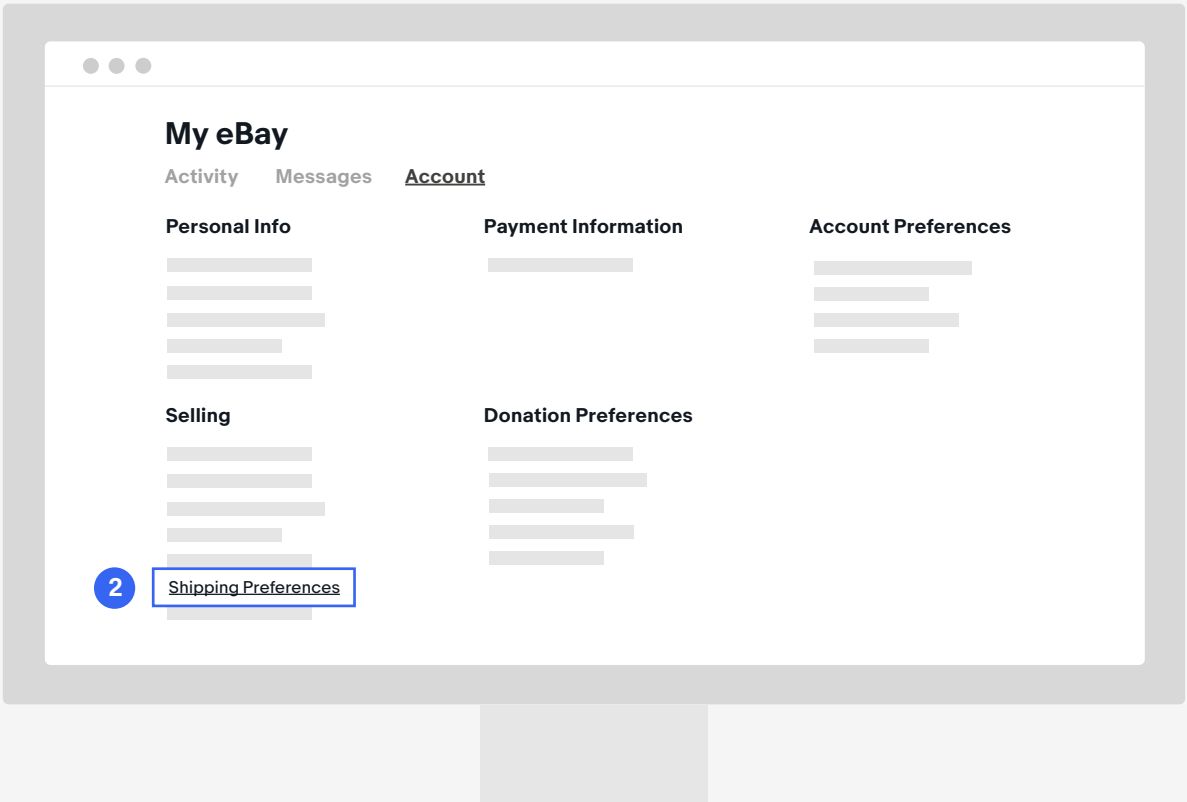 My eBay
Activity Messages Account
Personal Info Payment Information Account Preferences
Selling Donation Preferences
2 Shipping Preferences